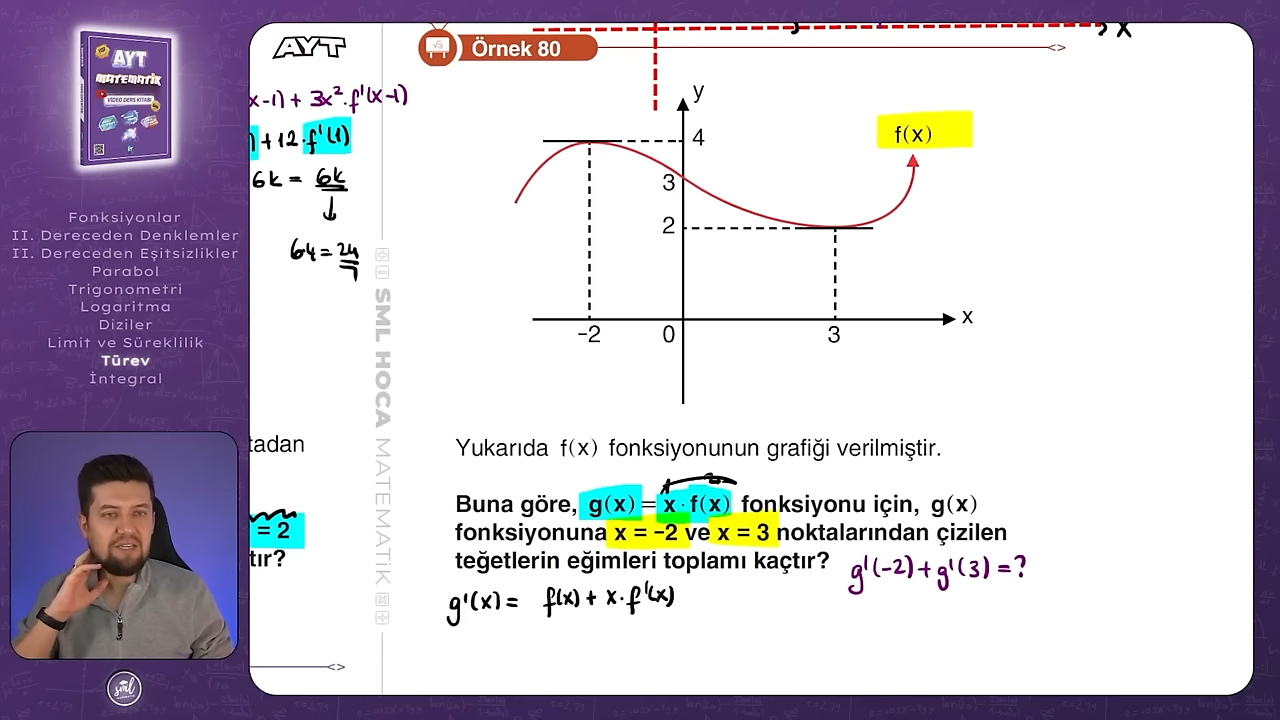 AYT
MATEMATİK
VİDEO DERS KİTABI
Fonksiyonlar
II. Dereceden Denklemler
II. Dereceden Eşitsizlikler
Parabol
Trigonometri
Logaritma
Diziler
Limit ve Süreklilik
Türev
İntegral
sml
AYT
x-1) + 3x². f'(x-1)
) + 12. f'(1)
6k = 6k
64 = 24
tadan
= 2
tır?
SML HOCA MATEMATİK
Örnek 80
x
y
4
f(x)
3
2
x
-2
0
3
Yukarıda f(x) fonksiyonunun grafiği verilmiştir.
Buna göre, g(x) = x · f(x) fonksiyonu için, g(x)
fonksiyonuna x = -2 ve x = 3 noktalarından çizilen
teğetlerin eğimleri toplamı kaçtır?
g'(-2) + g'(3) = ?
g'(x) = f(x) + x. f'(x)